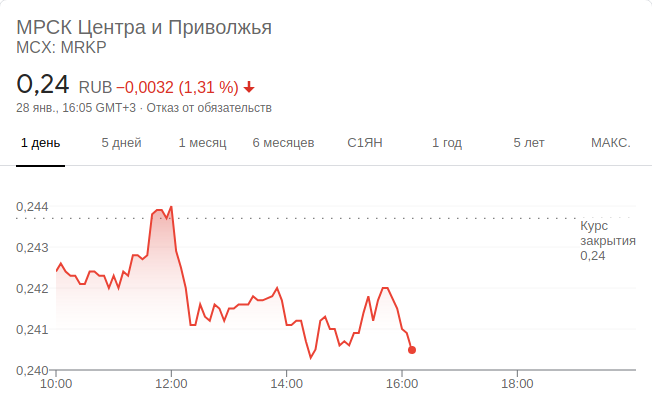 МРСК Центра и Приволжья
MCX: MRKP
0,24 RUB −0,0032 (1,31 %)
28 янв., 16:05 GMT+3 · Отказ от обязательств
1 день 5 дней 1 месяц 6 месяцев С1ЯН 1 год 5 лет МАКС.
0,244
Курс
закрытия
0,243
0,24
0,242
0,241
0,240
10:00 12:00 14:00 16:00 18:00